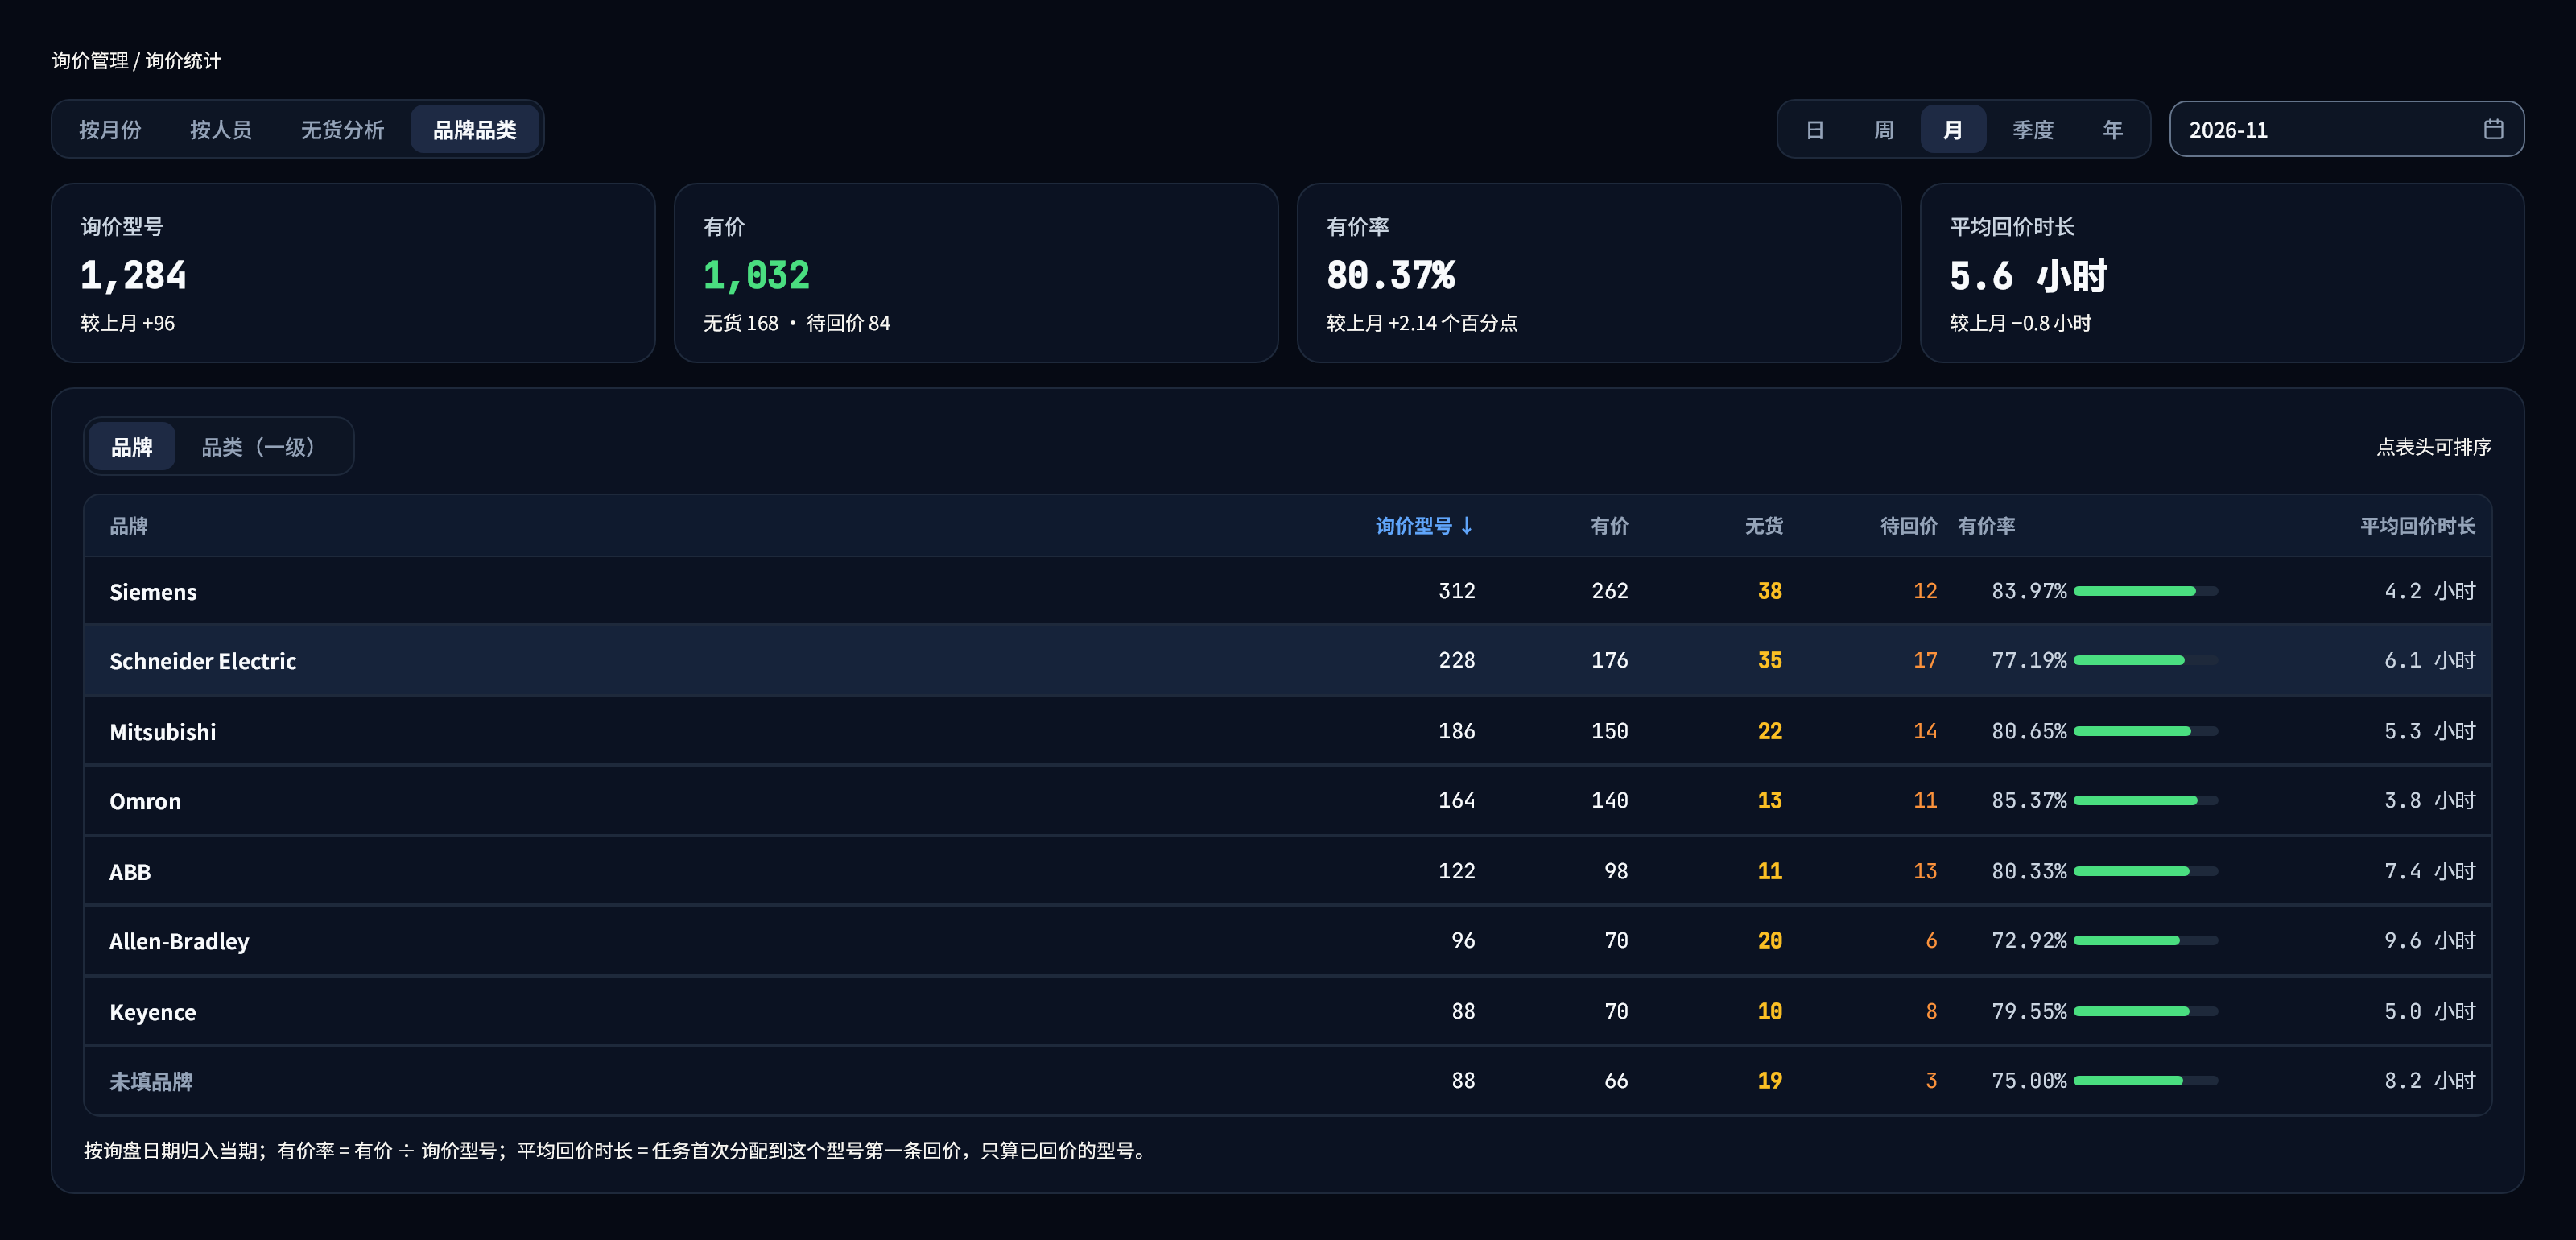 询价管理 / 询价统计
按月份 按人员 无货分析 品牌品类 日 周 月 季度 年 2026-11
询价型号 有价 有价率 平均回价时长
1,284 1,032 80.37% 5.6 小时
较上月 +96 无货 168 · 待回价 84 较上月 +2.14 个百分点 较上月 −0.8 小时
品牌 品类（一级） 点表头可排序
品牌 询价型号 ↓ 有价 无货 待回价 有价率 平均回价时长
Siemens 312 262 38 12 83.97% 4.2 小时
Schneider Electric 228 176 35 17 77.19% 6.1 小时
Mitsubishi 186 150 22 14 80.65% 5.3 小时
Omron 164 140 13 11 85.37% 3.8 小时
ABB 122 98 11 13 80.33% 7.4 小时
Allen-Bradley 96 70 20 6 72.92% 9.6 小时
Keyence 88 70 10 8 79.55% 5.0 小时
未填品牌 88 66 19 3 75.00% 8.2 小时
按询盘日期归入当期；有价率 = 有价 ÷ 询价型号；平均回价时长 = 任务首次分配到这个型号第一条回价，只算已回价的型号。